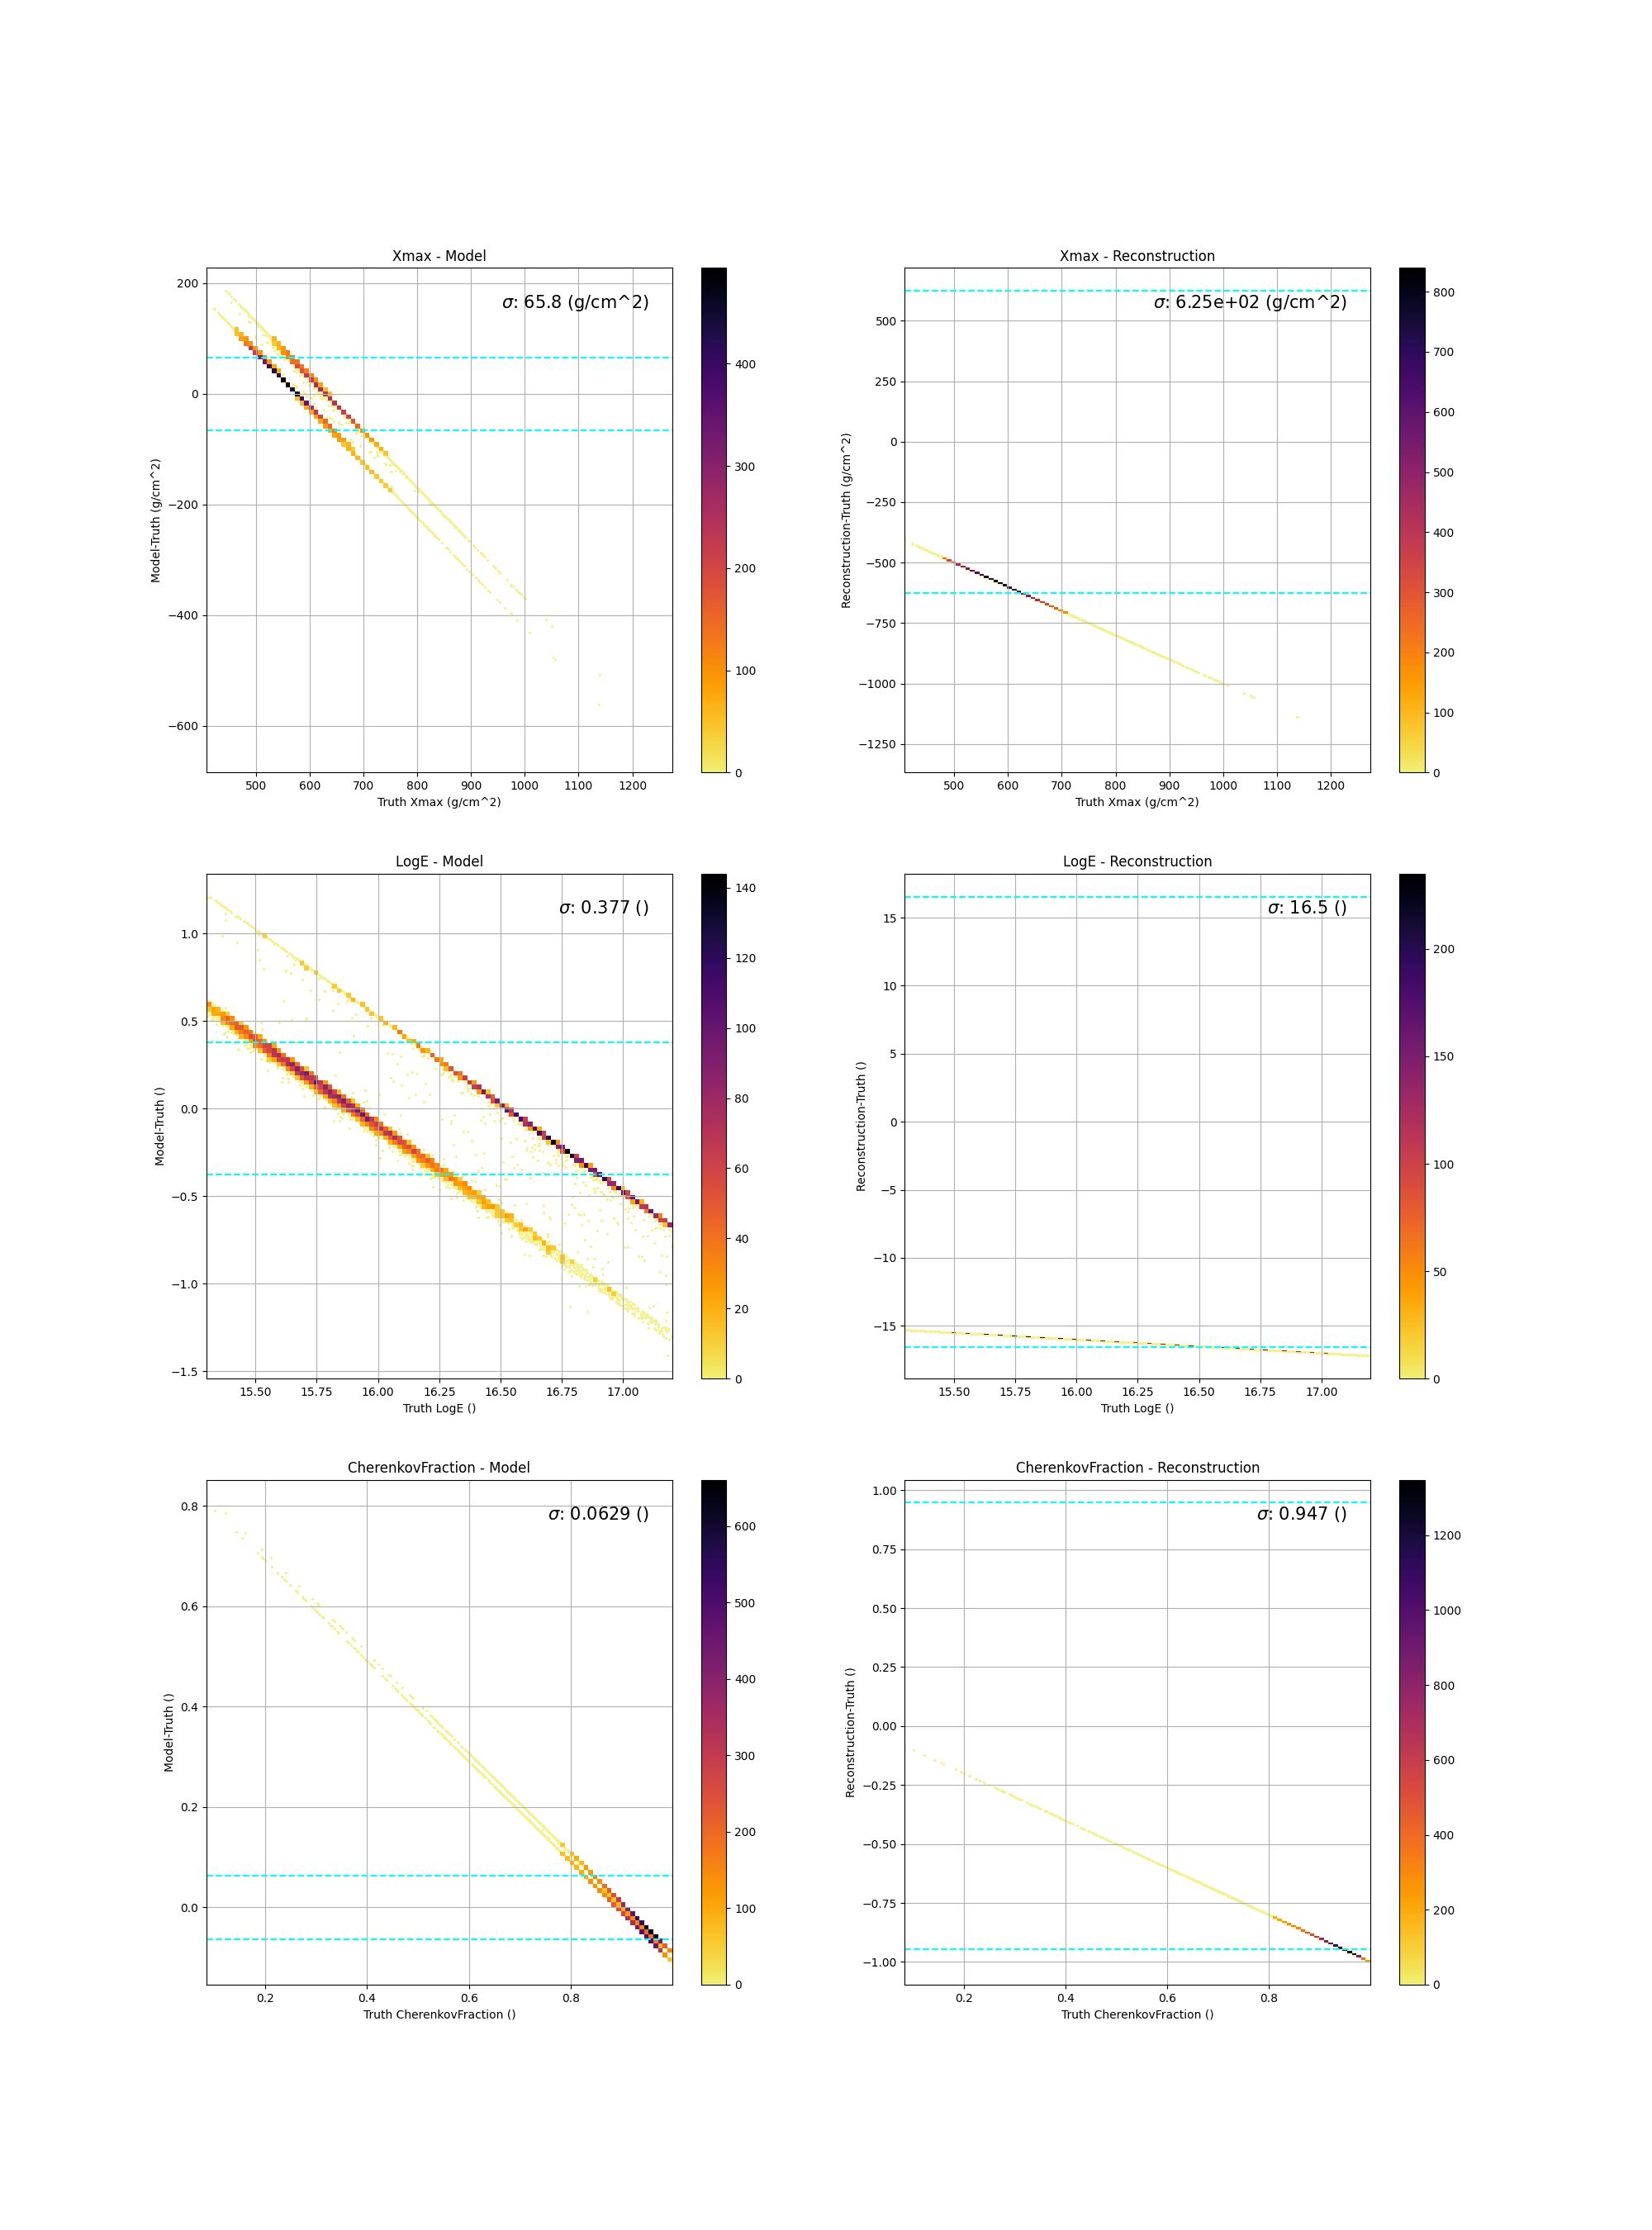 Xmax - Model
σ: 65.8 (g/cm^2)
Model-Truth (g/cm^2)
200
0
−200
−400
−600
500 600 700 800 900 1000 1100 1200
Truth Xmax (g/cm^2)
400
300
200
100
0
Xmax - Reconstruction
σ: 6.25e+02 (g/cm^2)
Reconstruction-Truth (g/cm^2)
500
250
0
−250
−500
−750
−1000
−1250
500 600 700 800 900 1000 1100 1200
Truth Xmax (g/cm^2)
800
700
600
500
400
300
200
100
0
LogE - Model
σ: 0.377 ()
Model-Truth ()
1.0
0.5
0.0
−0.5
−1.0
−1.5
15.50 15.75 16.00 16.25 16.50 16.75 17.00
Truth LogE ()
140
120
100
80
60
40
20
0
LogE - Reconstruction
σ: 16.5 ()
Reconstruction-Truth ()
15
10
5
0
−5
−10
−15
15.50 15.75 16.00 16.25 16.50 16.75 17.00
Truth LogE ()
200
150
100
50
0
CherenkovFraction - Model
σ: 0.0629 ()
Model-Truth ()
0.8
0.6
0.4
0.2
0.0
0.2 0.4 0.6 0.8
Truth CherenkovFraction ()
600
500
400
300
200
100
0
CherenkovFraction - Reconstruction
σ: 0.947 ()
Reconstruction-Truth ()
1.00
0.75
0.50
0.25
0.00
−0.25
−0.50
−0.75
−1.00
0.2 0.4 0.6 0.8
Truth CherenkovFraction ()
1200
1000
800
600
400
200
0